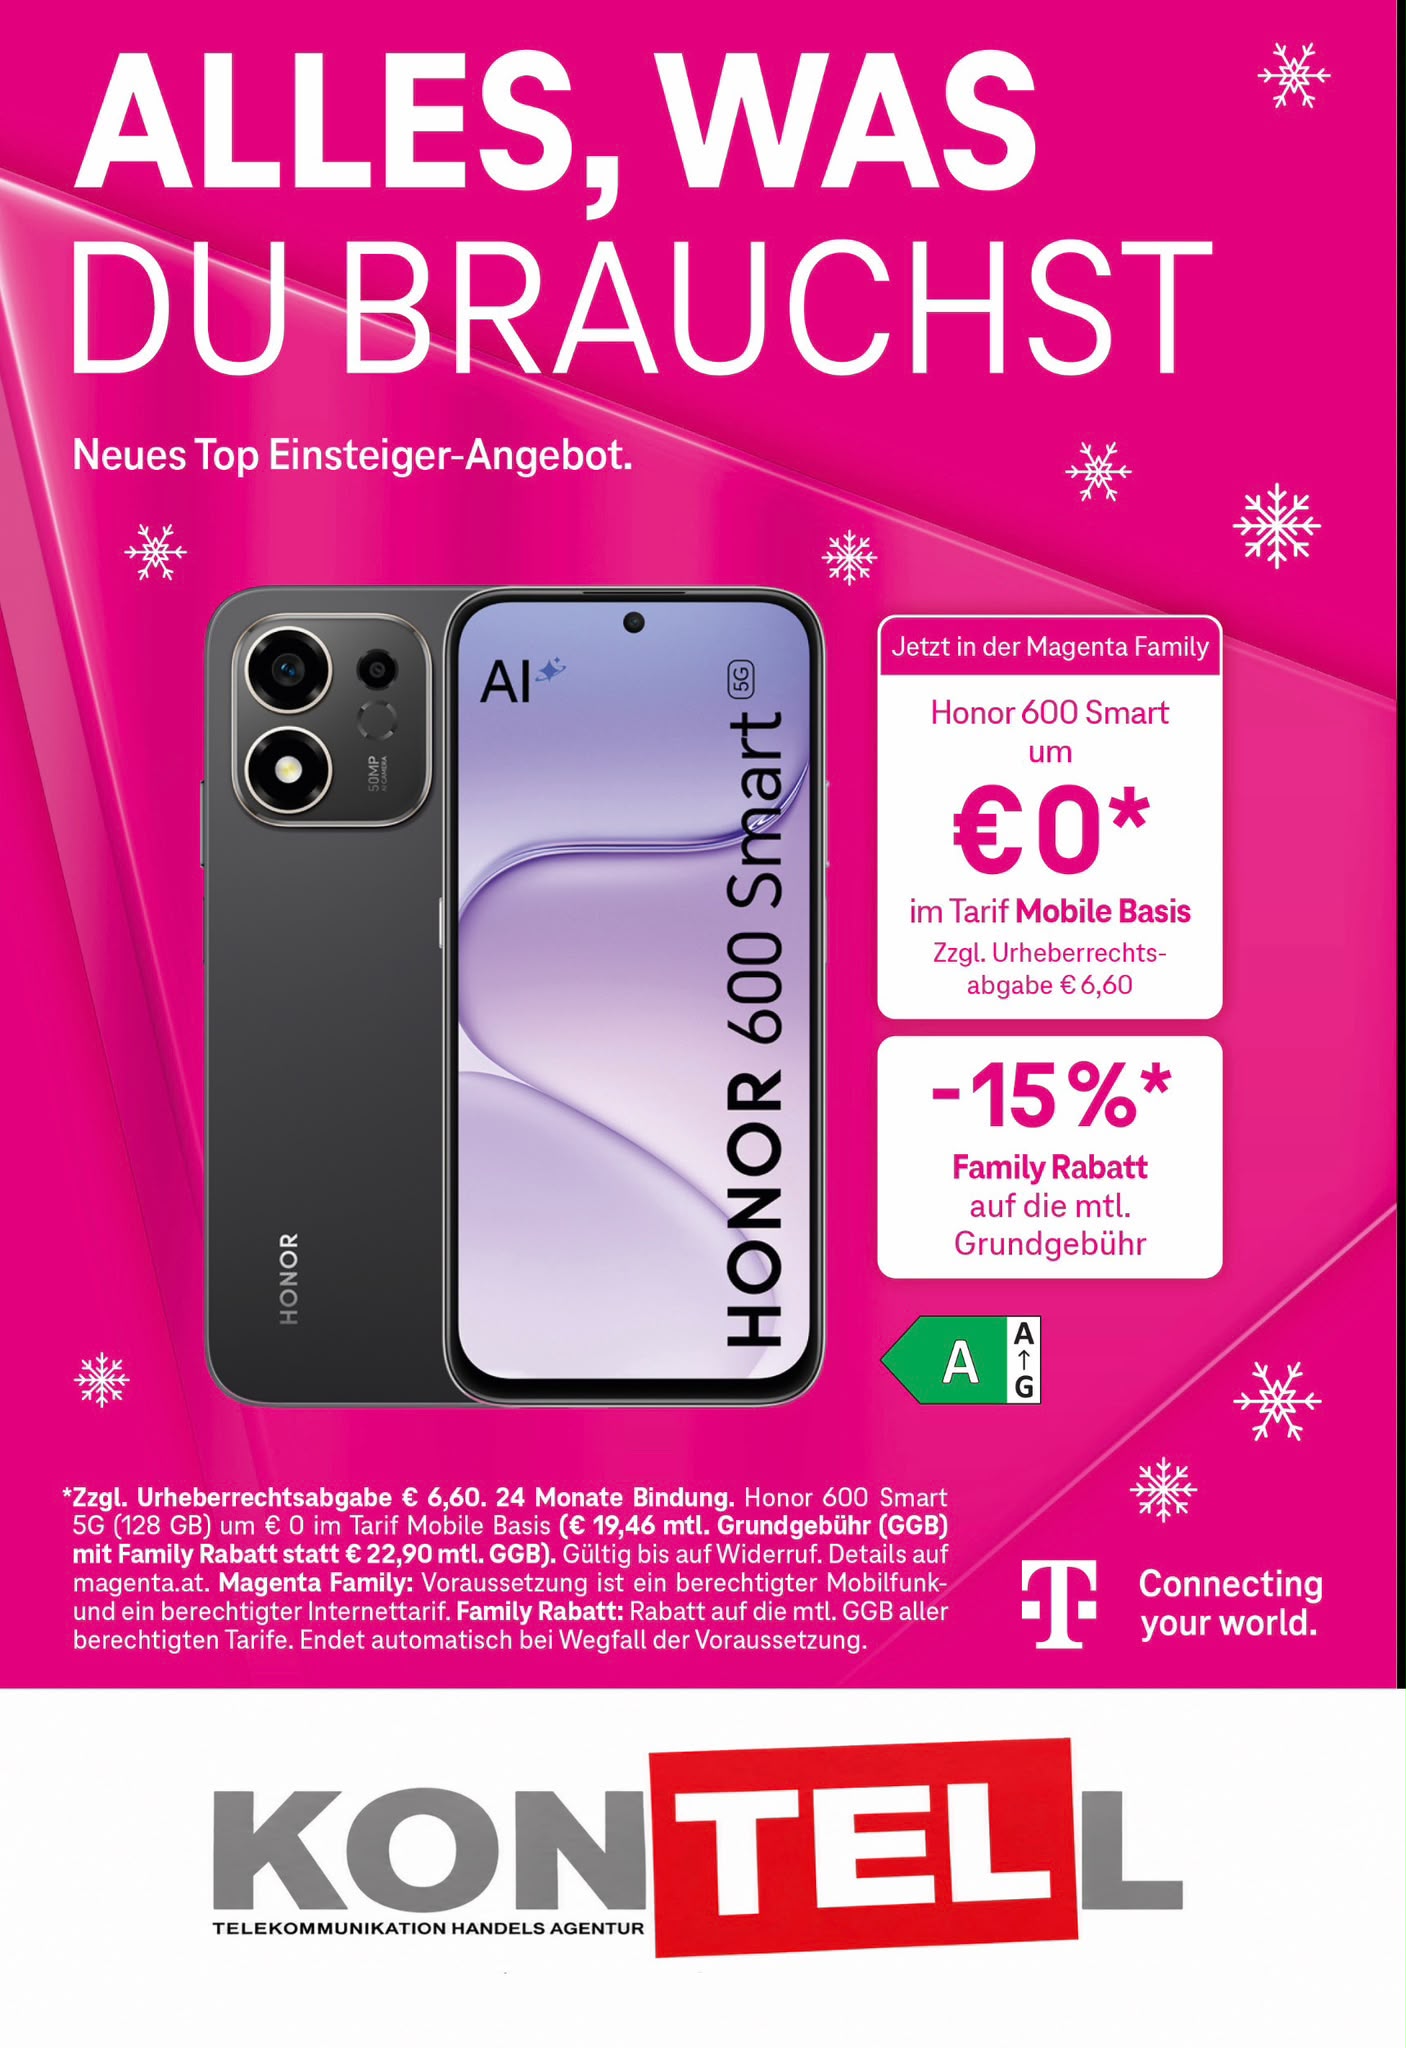 ALLES, WAS
DU BRAUCHST
Neues Top Einsteiger-Angebot.
50MP
AI CAMERA
HONOR
AI
HONOR 600 Smart 5G
Jetzt in der Magenta Family
Honor 600 Smart
um
€ 0*
im Tarif Mobile Basis
Zzgl. Urheberrechts-
abgabe € 6,60
-15%*
Family Rabatt
auf die mtl.
Grundgebühr
A
A
↑
G
*Zzgl. Urheberrechtsabgabe € 6,60. 24 Monate Bindung. Honor 600 Smart
5G (128 GB) um € 0 im Tarif Mobile Basis (€ 19,46 mtl. Grundgebühr (GGB)
mit Family Rabatt statt € 22,90 mtl. GGB). Gültig bis auf Widerruf. Details auf
magenta.at. Magenta Family: Voraussetzung ist ein berechtigter Mobilfunk-
und ein berechtigter Internettarif. Family Rabatt: Rabatt auf die mtl. GGB aller
berechtigten Tarife. Endet automatisch bei Wegfall der Voraussetzung.
T
Connecting
your world.
KONTELL
TELEKOMMUNIKATION HANDELS AGENTUR